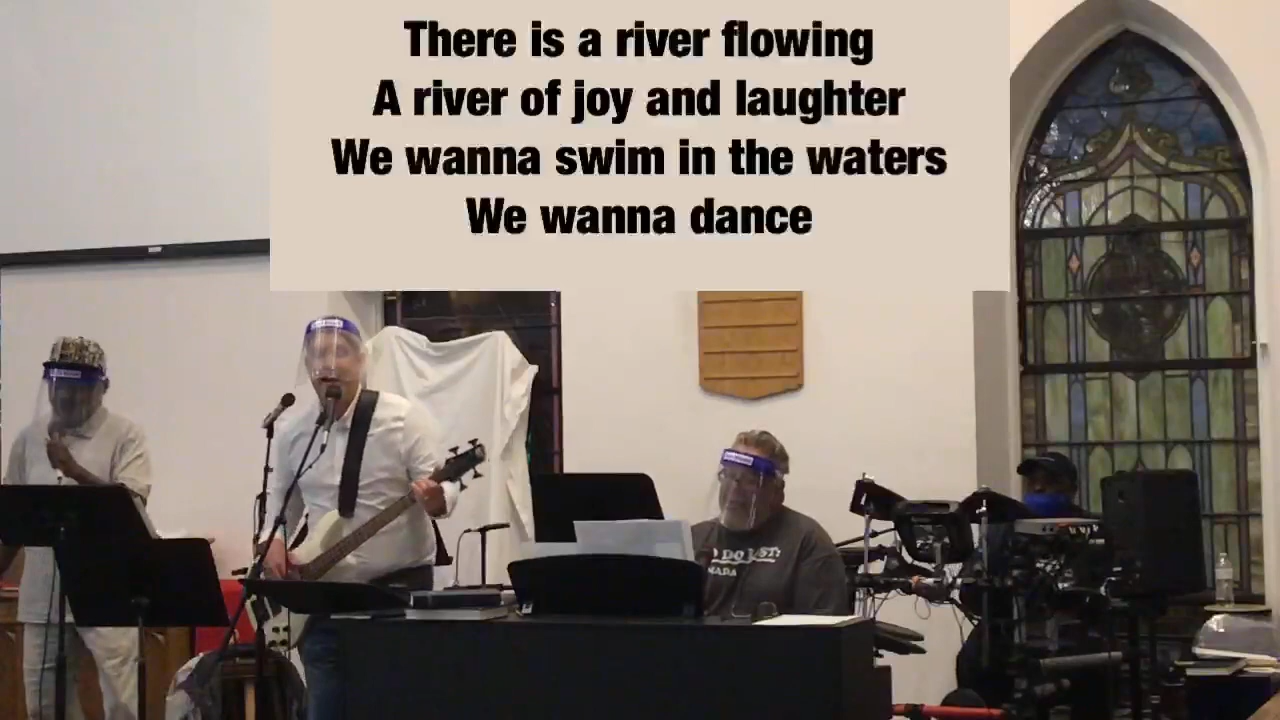 There is a river flowing
A river of joy and laughter
We wanna swim in the waters
We wanna dance